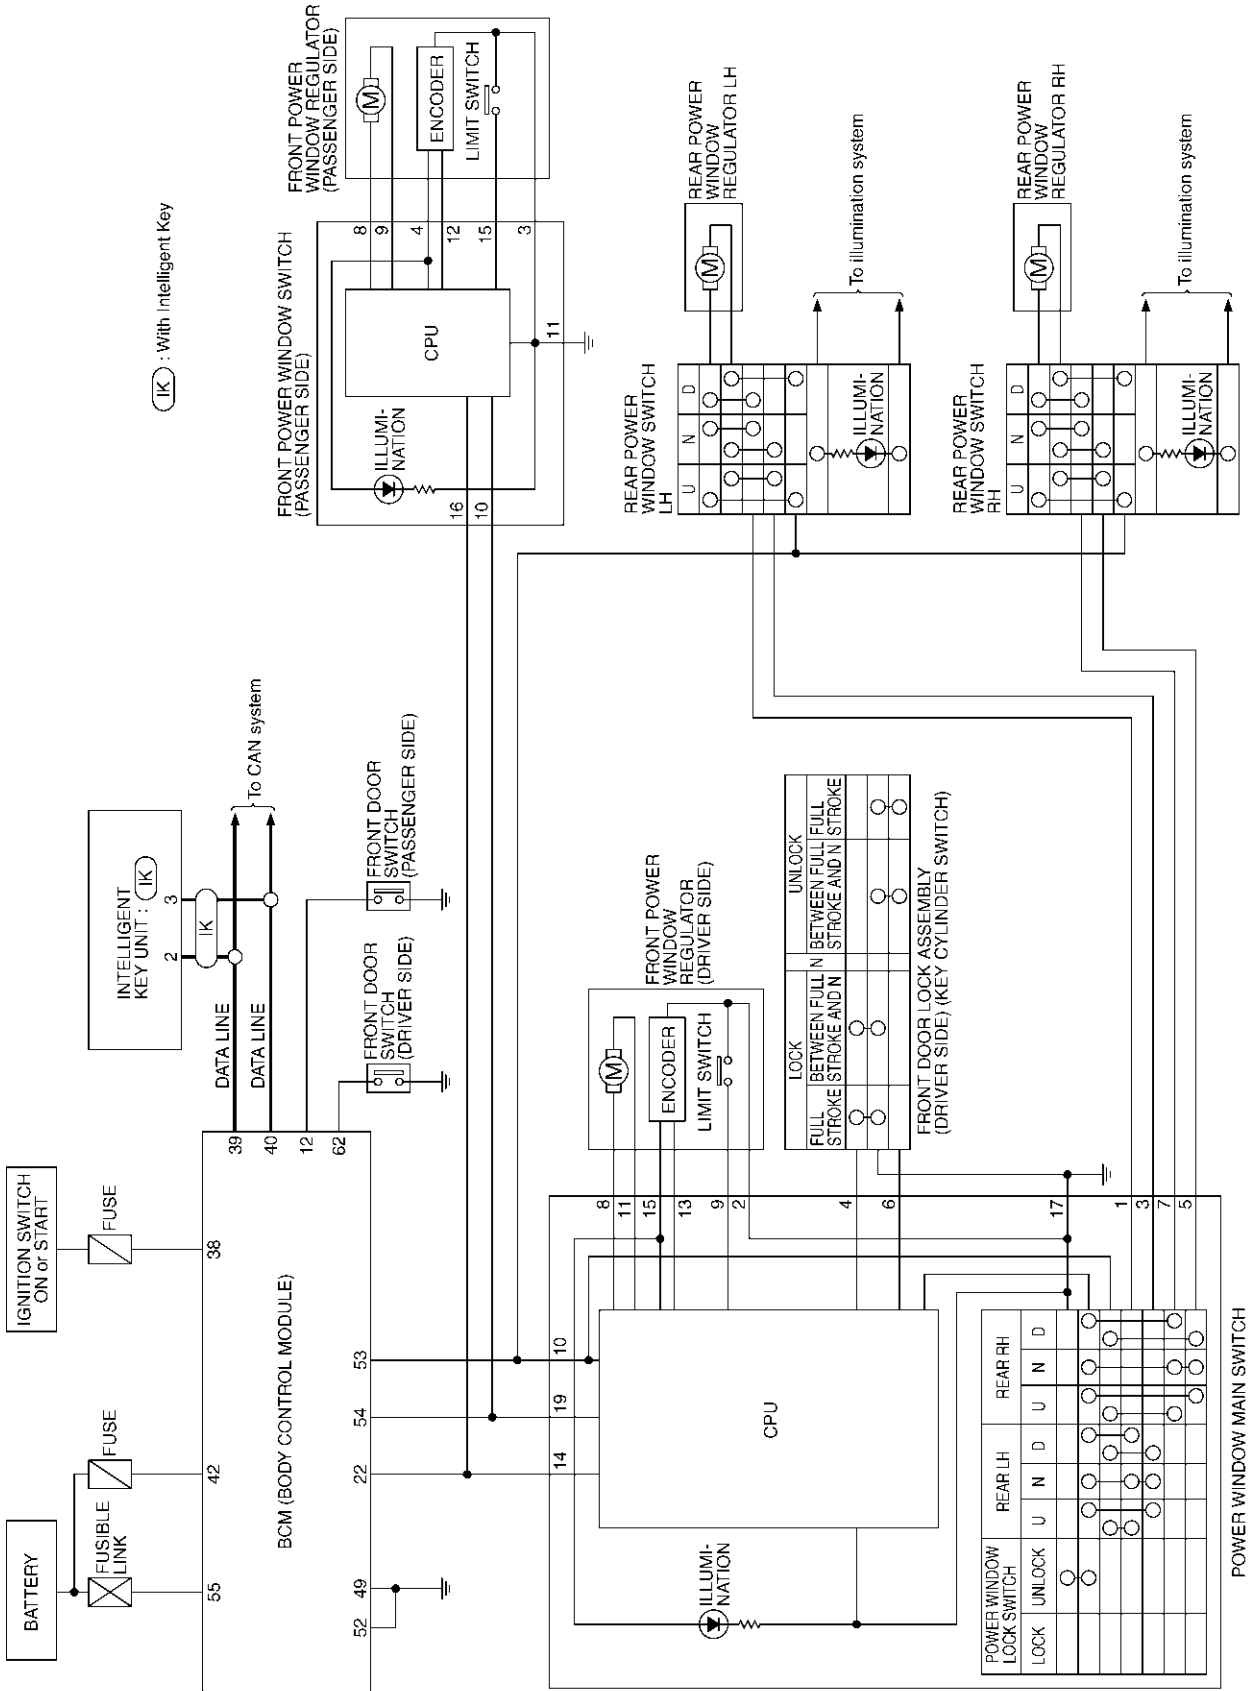 BATTERY
FUSIBLE
LINK
55
FUSE
42
IGNITION SWITCH
ON or START
FUSE
38
BCM (BODY CONTROL MODULE)
39
40
12
62
52
49
22
54
53
INTELLIGENT
KEY UNIT : IK
2
3
IK
DATA LINE
DATA LINE
To CAN system
IK : With Intelligent Key
FRONT DOOR
SWITCH
(DRIVER SIDE)
FRONT DOOR
SWITCH
(PASSENGER SIDE)
FRONT POWER WINDOW SWITCH
(PASSENGER SIDE)
16
10
ILLUMI-
NATION
CPU
8
9
4
12
15
3
11
FRONT POWER
WINDOW REGULATOR
(PASSENGER SIDE)
M
ENCODER
LIMIT SWITCH
14
19
10
CPU
ILLUMI-
NATION
8
11
15
13
9
2
4
6
17
1
3
7
5
FRONT POWER
WINDOW
REGULATOR
(DRIVER SIDE)
M
ENCODER
LIMIT SWITCH
LOCK
N
UNLOCK
FULL
STROKE
BETWEEN FULL
STROKE AND N
BETWEEN FULL
STROKE AND N
FULL
STROKE
FRONT DOOR LOCK ASSEMBLY
(DRIVER SIDE) (KEY CYLINDER SWITCH)
POWER WINDOW
LOCK SWITCH
REAR LH
REAR RH
LOCK
UNLOCK
U
N
D
U
N
D
POWER WINDOW MAIN SWITCH
REAR POWER
WINDOW SWITCH
LH
U
N
D
ILLUMI-
NATION
REAR POWER
WINDOW
REGULATOR LH
M
To illumination system
REAR POWER
WINDOW SWITCH
RH
U
N
D
ILLUMI-
NATION
REAR POWER
WINDOW
REGULATOR RH
M
To illumination system